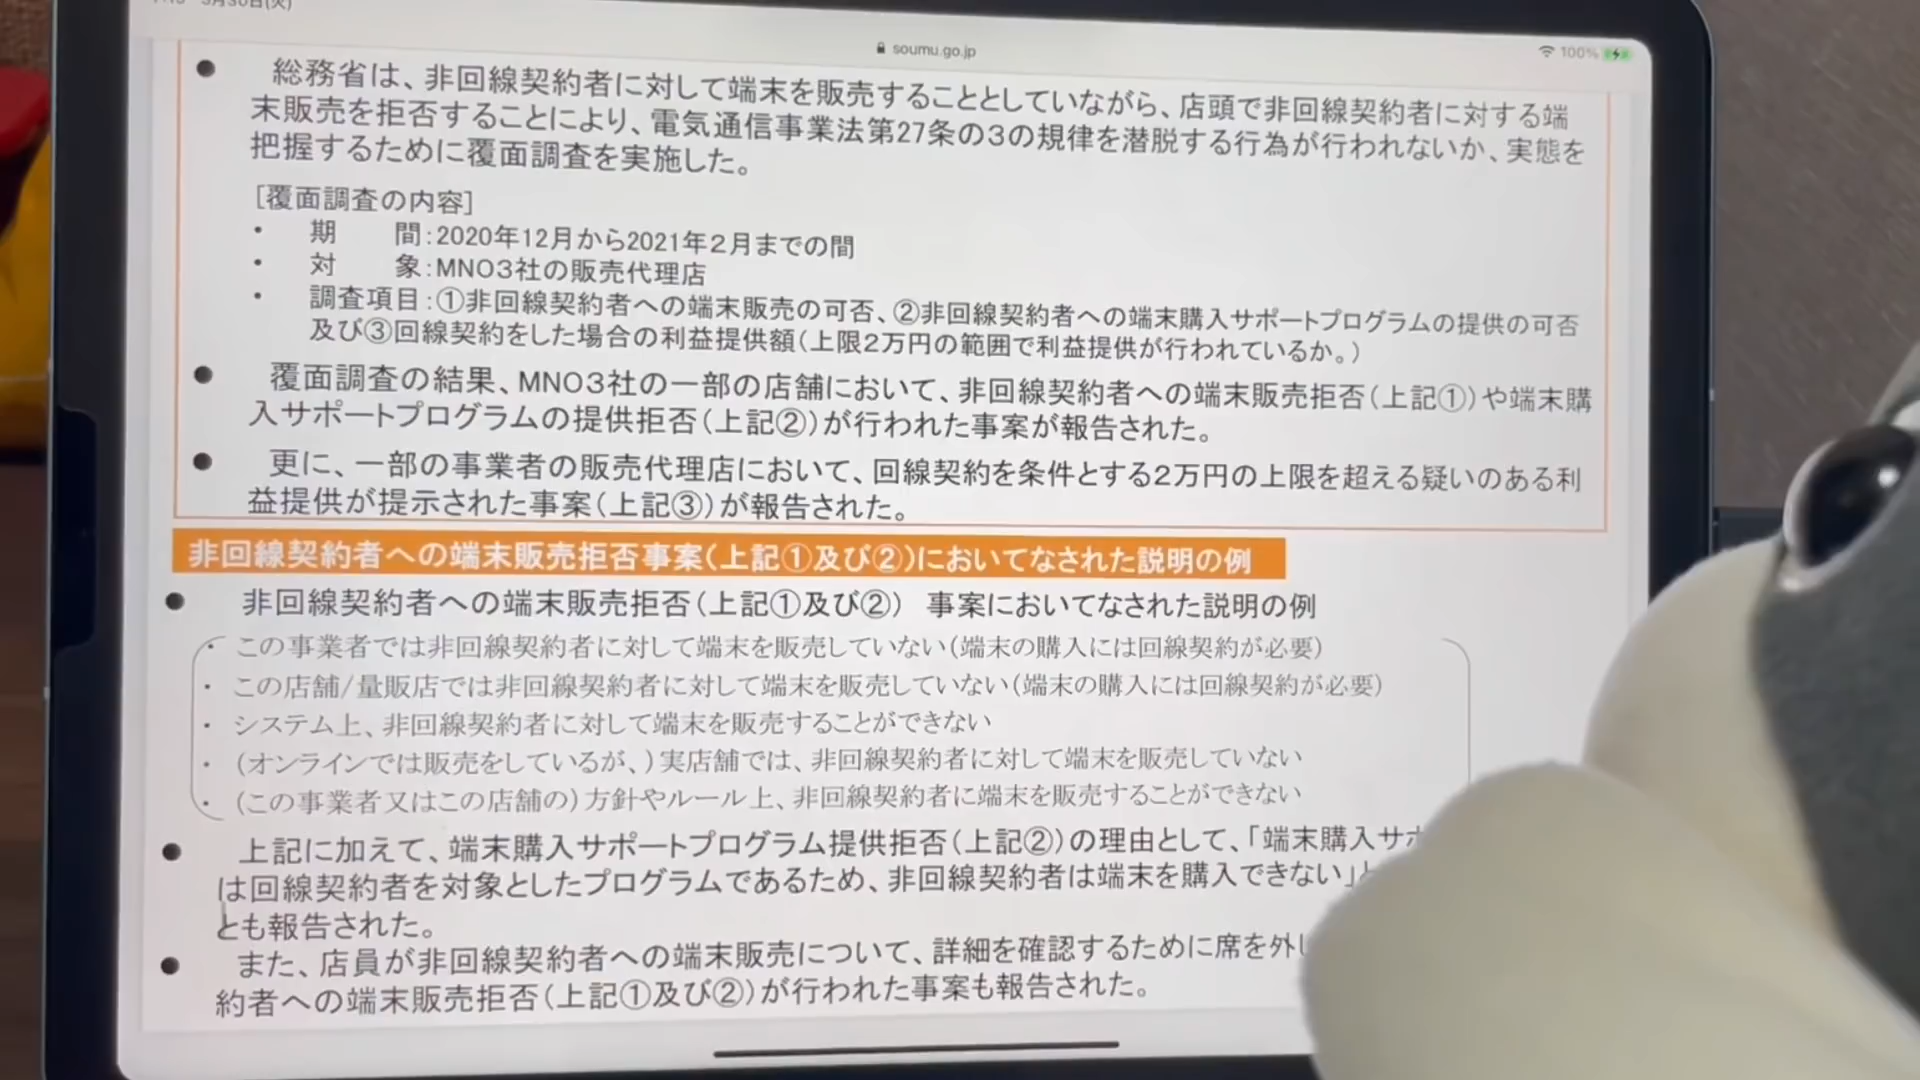 3月30日(火)
soumu.go.jp
100%
● 総務省は、非回線契約者に対して端末を販売することとしていながら、店頭で非回線契約者に対する端
末販売を拒否することにより、電気通信事業法第27条の3の規律を潜脱する行為が行われないか、実態を
把握するために覆面調査を実施した。
[覆面調査の内容]
・ 期 間:2020年12月から2021年2月までの間
・ 対 象:MNO3社の販売代理店
・ 調査項目:①非回線契約者への端末販売の可否、②非回線契約者への端末購入サポートプログラムの提供の可否
及び③回線契約をした場合の利益提供額(上限2万円の範囲で利益提供が行われているか。)
● 覆面調査の結果、MNO3社の一部の店舗において、非回線契約者への端末販売拒否(上記①)や端末購
入サポートプログラムの提供拒否(上記②)が行われた事案が報告された。
● 更に、一部の事業者の販売代理店において、回線契約を条件とする2万円の上限を超える疑いのある利
益提供が提示された事案(上記③)が報告された。
非回線契約者への端末販売拒否事案(上記①及び②)においてなされた説明の例
● 非回線契約者への端末販売拒否(上記①及び②) 事案においてなされた説明の例
・ この事業者では非回線契約者に対して端末を販売していない(端末の購入には回線契約が必要)
・ この店舗/量販店では非回線契約者に対して端末を販売していない(端末の購入には回線契約が必要)
・ システム上、非回線契約者に対して端末を販売することができない
・ (オンラインでは販売をしているが、)実店舗では、非回線契約者に対して端末を販売していない
・ (この事業者又はこの店舗の)方針やルール上、非回線契約者に端末を販売することができない
● 上記に加えて、端末購入サポートプログラム提供拒否(上記②)の理由として、「端末購入サポ
は回線契約者を対象としたプログラムであるため、非回線契約者は端末を購入できない」と
とも報告された。
● また、店員が非回線契約者への端末販売について、詳細を確認するために席を外し
約者への端末販売拒否(上記①及び②)が行われた事案も報告された。